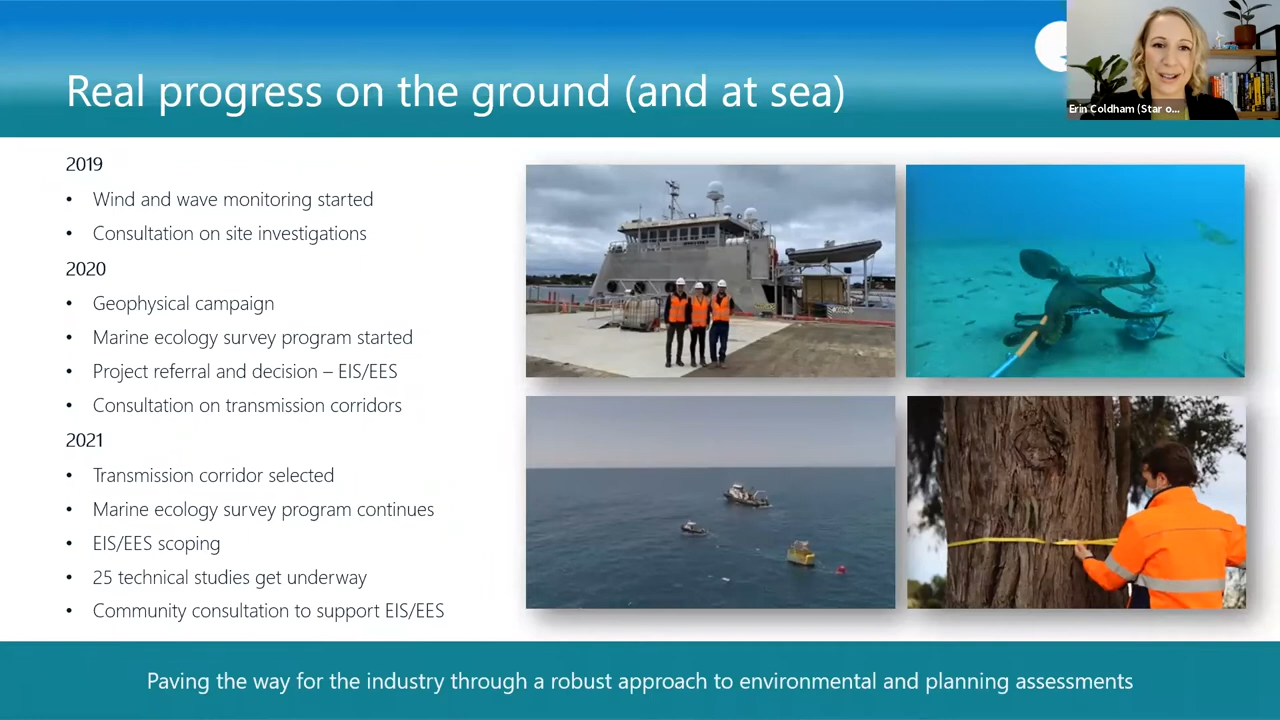 Real progress on the ground (and at sea)
Erin Coldham (Star o...
2019
• Wind and wave monitoring started
• Consultation on site investigations
2020
• Geophysical campaign
• Marine ecology survey program started
• Project referral and decision – EIS/EES
• Consultation on transmission corridors
2021
• Transmission corridor selected
• Marine ecology survey program continues
• EIS/EES scoping
• 25 technical studies get underway
• Community consultation to support EIS/EES
Paving the way for the industry through a robust approach to environmental and planning assessments